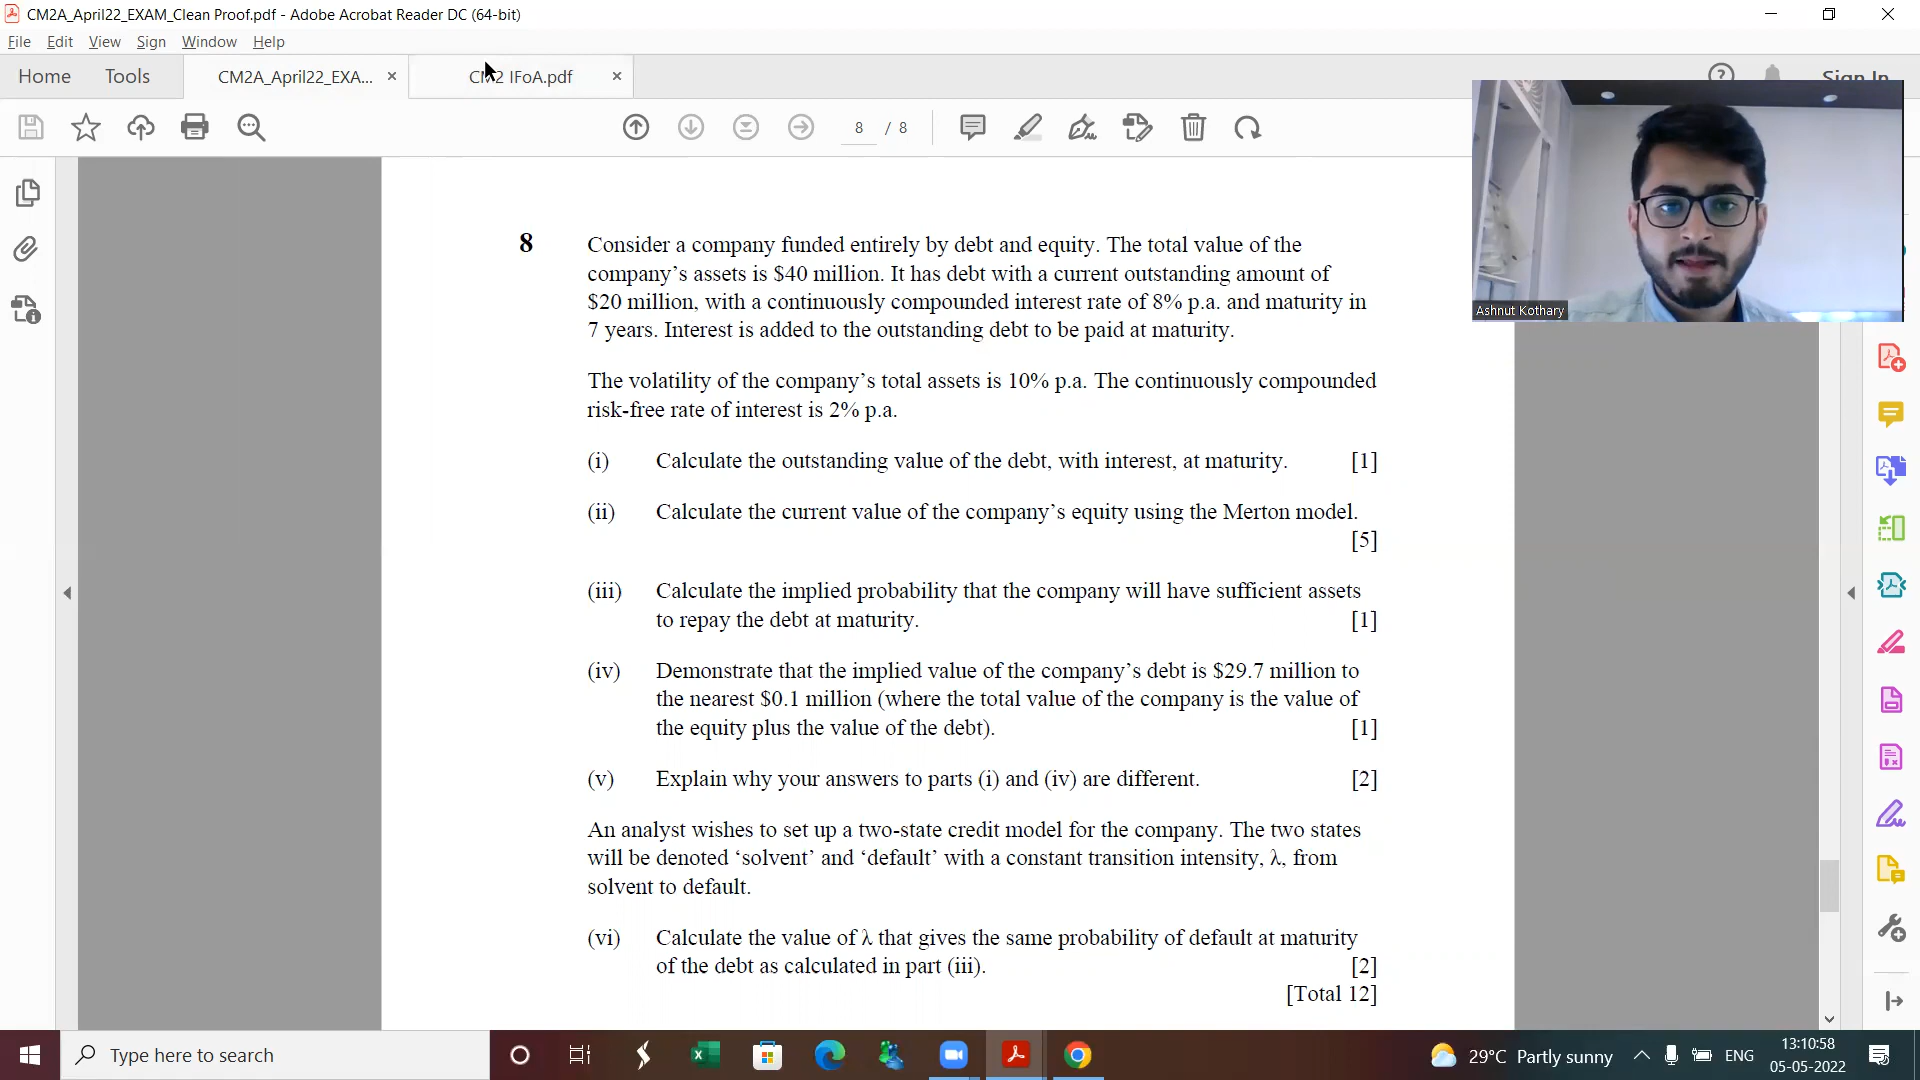 CM2A_April22_EXAM_Clean Proof.pdf - Adobe Acrobat Reader DC (64-bit)
File Edit View Sign Window Help
Home Tools CM2A_April22_EXA... × CM2 IFoA.pdf × Sign In
8 / 8
Ashnut Kothary
8 Consider a company funded entirely by debt and equity. The total value of the
company’s assets is $40 million. It has debt with a current outstanding amount of
$20 million, with a continuously compounded interest rate of 8% p.a. and maturity in
7 years. Interest is added to the outstanding debt to be paid at maturity.
The volatility of the company’s total assets is 10% p.a. The continuously compounded
risk-free rate of interest is 2% p.a.
(i) Calculate the outstanding value of the debt, with interest, at maturity. [1]
(ii) Calculate the current value of the company’s equity using the Merton model.
[5]
(iii) Calculate the implied probability that the company will have sufficient assets
to repay the debt at maturity. [1]
(iv) Demonstrate that the implied value of the company’s debt is $29.7 million to
the nearest $0.1 million (where the total value of the company is the value of
the equity plus the value of the debt). [1]
(v) Explain why your answers to parts (i) and (iv) are different. [2]
An analyst wishes to set up a two-state credit model for the company. The two states
will be denoted ‘solvent’ and ‘default’ with a constant transition intensity, λ, from
solvent to default.
(vi) Calculate the value of λ that gives the same probability of default at maturity
of the debt as calculated in part (iii). [2]
[Total 12]
Type here to search
29°C Partly sunny ENG
13:10:58
05-05-2022